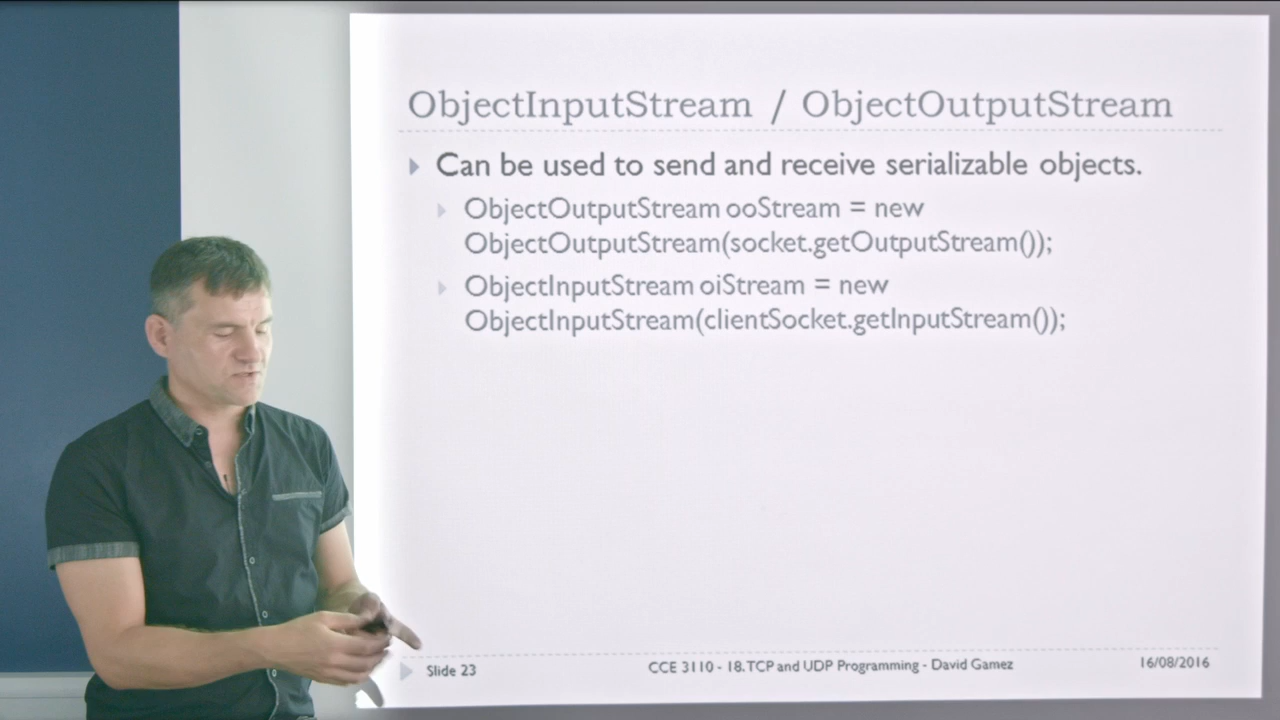 ObjectInputStream / ObjectOutputStream
Can be used to send and receive serializable objects.
ObjectOutputStream ooStream = new
ObjectOutputStream(socket.getOutputStream());
ObjectInputStream oiStream = new
ObjectInputStream(clientSocket.getInputStream());
Slide 23
CCE 3110 - 18. TCP and UDP Programming - David Gamez
16/08/2016